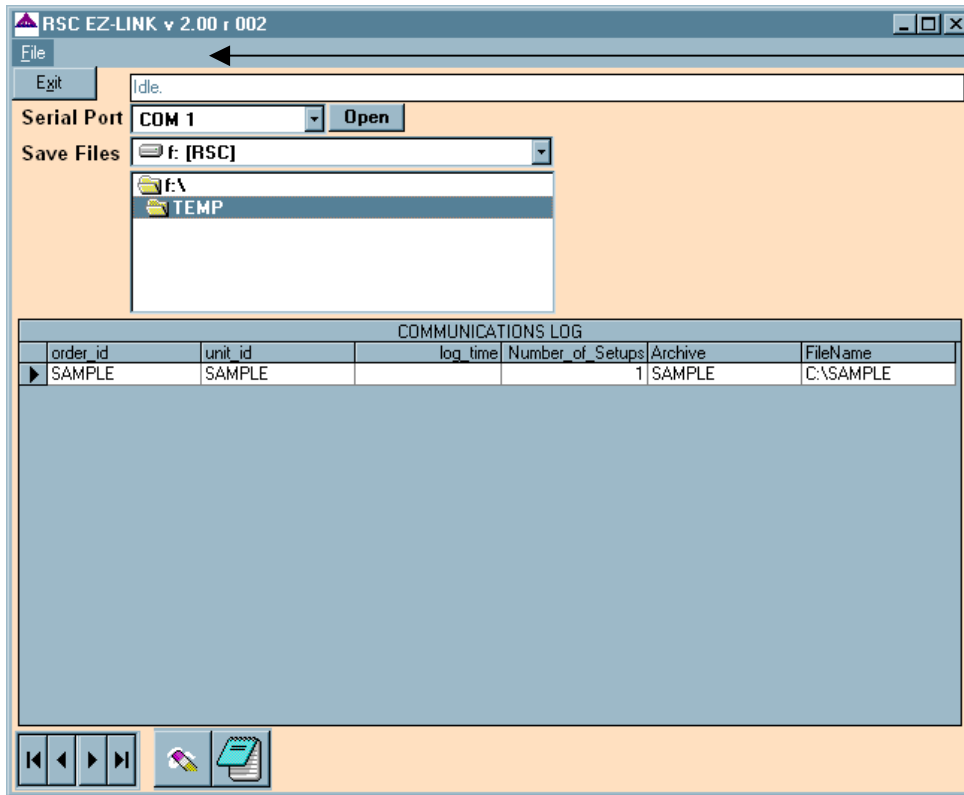 RSC EZ-LINK v 2.00 r 002
File
Exit
Idle.
Serial Port COM 1 Open
Save Files f: [RSC]
f:\
TEMP
COMMUNICATIONS LOG
order_id unit_id log_time Number_of_Setups Archive FileName
SAMPLE SAMPLE 1 SAMPLE C:\SAMPLE